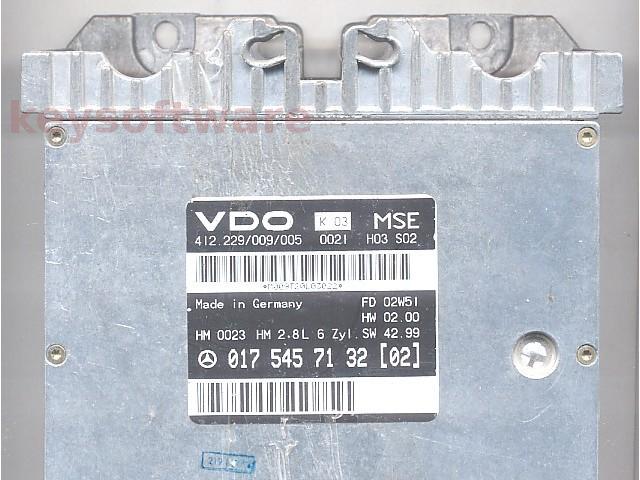 keysoftware
VDO K 03 MSE
412.229/009/005 0021 H03 S02
Made in Germany FD 02W51
HW 02.00
HM 0023 HM 2.8L 6 Zyl. SW 42.99
017 545 71 32 [02]